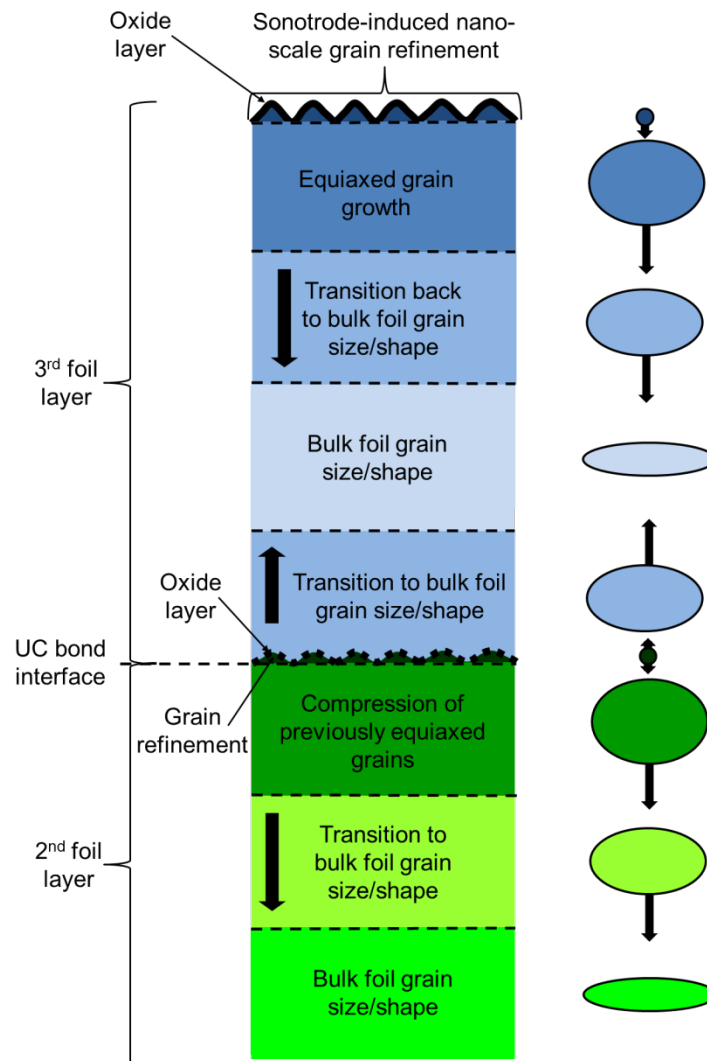 Oxide
layer
Sonotrode-induced nano-
scale grain refinement
Equiaxed grain
growth
Transition back
to bulk foil grain
size/shape
3rd foil
layer
Bulk foil grain
size/shape
Oxide
layer
Transition to bulk foil
grain size/shape
UC bond
interface
Grain
refinement
Compression of
previously equiaxed
grains
2nd foil
layer
Transition to
bulk foil grain
size/shape
Bulk foil grain
size/shape